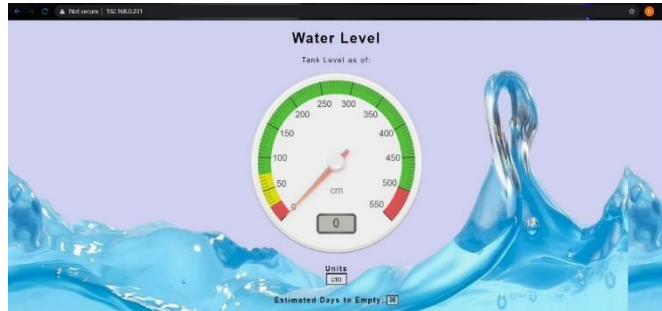 Not secure | 192.168.0.231
Water Level
Tank Level as of:
250 300
200 350
150 400
100 450
50 500
0 550
cm
0
Units
cm
Estimated Days to Empty: 30